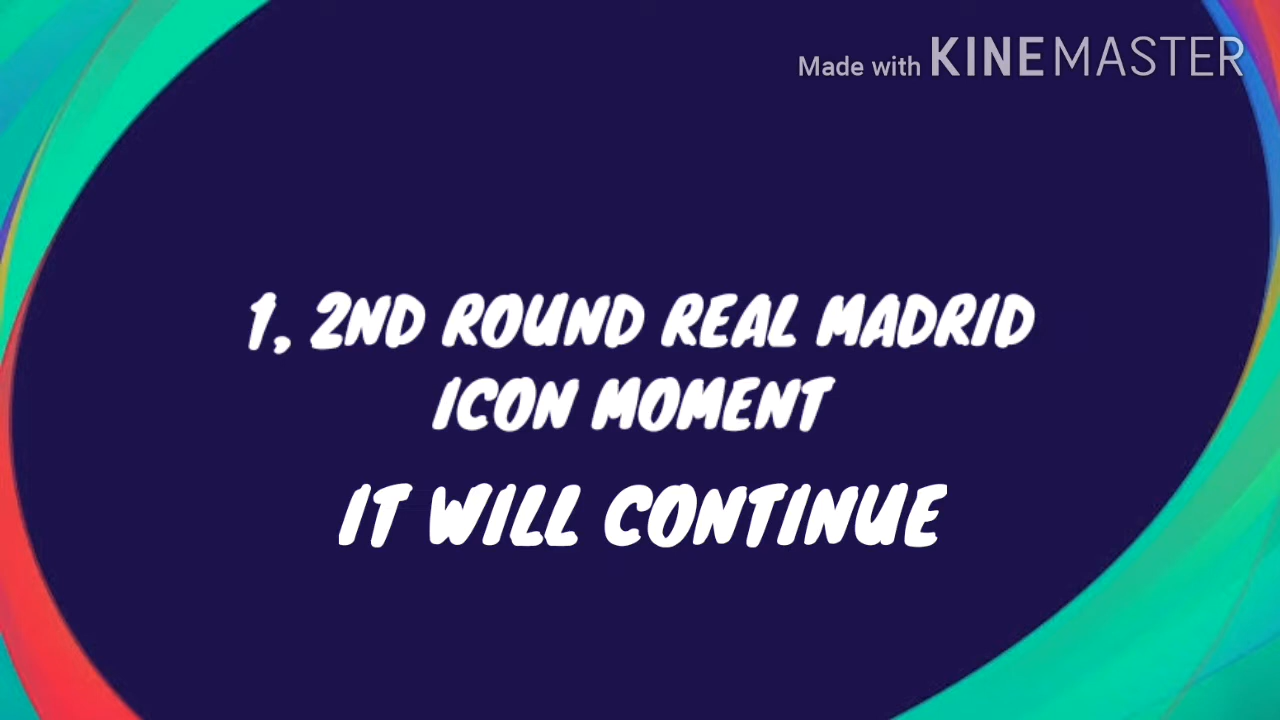 Made with KINEMASTER
1, 2ND ROUND REAL MADRID
ICON MOMENT
IT WILL CONTINUE